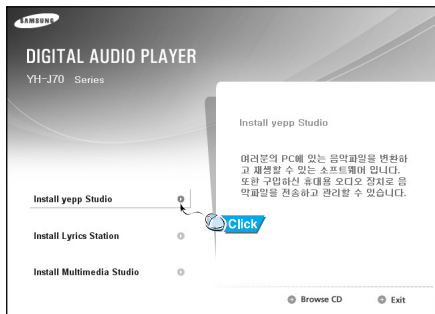 SAMSUNG
DIGITAL AUDIO PLAYER
YH-J70 Series
Install yepp Studio
여러분의 PC에 있는 음악파일을 변환하
고 재생할 수 있는 소프트웨어 입니다.
또한 구입하신 휴대용 오디오 장치로 음
악파일을 전송하고 관리할 수 있습니다.
Install yepp Studio
Click
Install Lyrics Station
Install Multimedia Studio
Browse CD
Exit